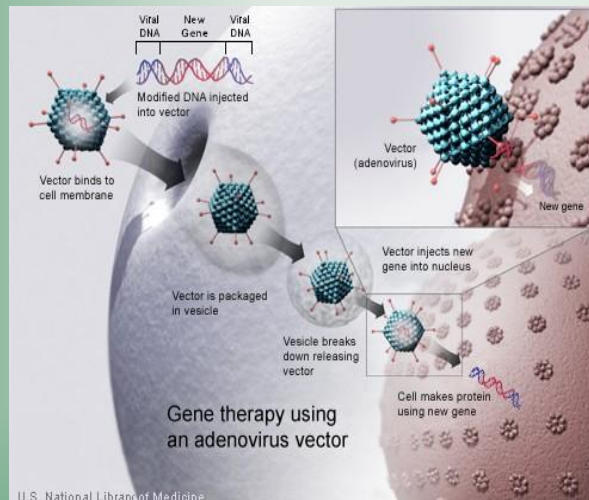 Viral
DNA
New
Gene
Viral
DNA
Modified DNA injected
into vector
Vector binds to
cell membrane
Vector
(adenovirus)
New gene
Vector injects new
gene into nucleus
Vector is packaged
in vesicle
Vesicle breaks
down releasing
vector
Cell makes protein
using new gene
Gene therapy using
an adenovirus vector
U.S. National Library of Medicine